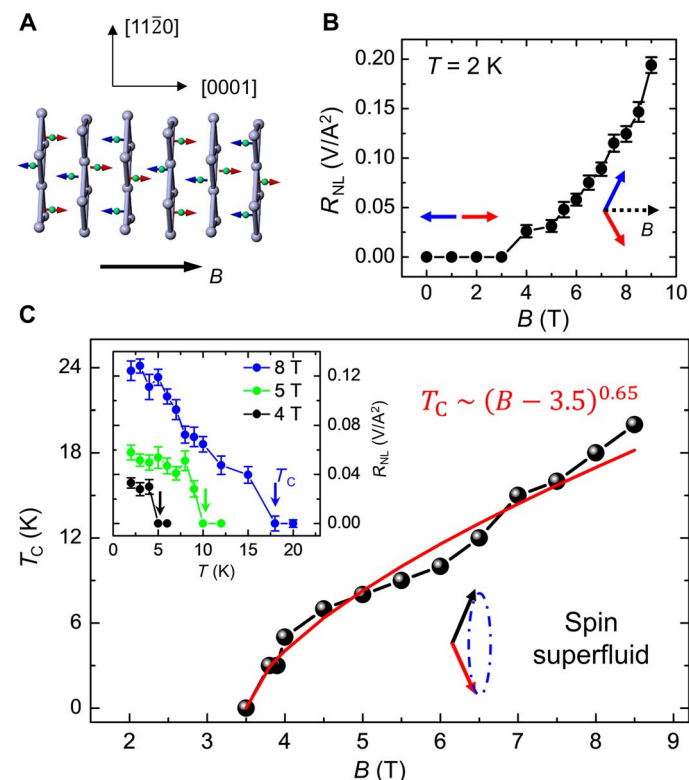 A
[11$\bar{2}$0]
[0001]
B
B
T = 2 K
R_NL (V/A²)
0.20
0.15
0.10
0.05
0.00
B
0 2 4 6 8 10
B (T)
C
T_C ~ (B − 3.5)^0.65
8 T
5 T
4 T
T_C
0.12
0.08
0.04
0.00
R_NL (V/A²)
0 5 10 15 20
T (K)
24
18
12
6
0
T_C (K)
Spin
superfluid
2 3 4 5 6 7 8 9
B (T)